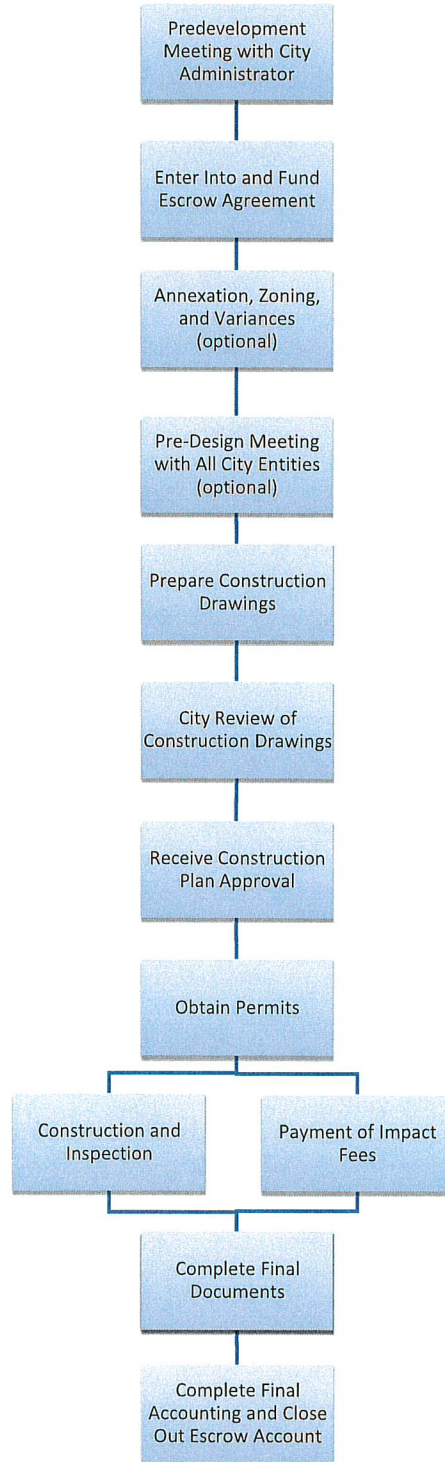 Predevelopment
Meeting with City
Administrator
Enter Into and Fund
Escrow Agreement
Annexation, Zoning,
and Variances
(optional)
Pre-Design Meeting
with All City Entities
(optional)
Prepare Construction
Drawings
City Review of
Construction Drawings
Receive Construction
Plan Approval
Obtain Permits
Construction and
Inspection
Payment of Impact
Fees
Complete Final
Documents
Complete Final
Accounting and Close
Out Escrow Account